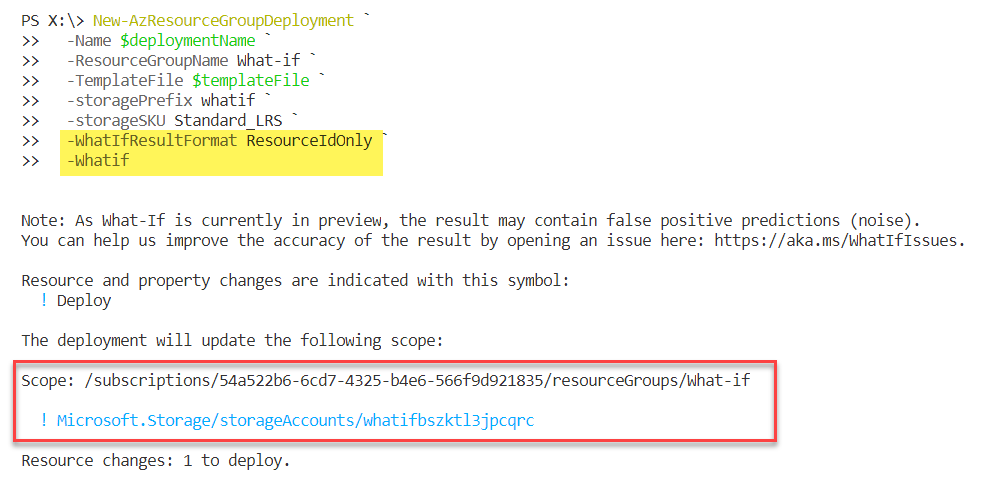 PS X:\> New-AzResourceGroupDeployment `
>>   -Name $deploymentName `
>>   -ResourceGroupName What-if `
>>   -TemplateFile $templateFile `
>>   -storagePrefix whatif `
>>   -storageSKU Standard_LRS `
>>   -WhatIfResultFormat ResourceIdOnly `
>>   -Whatif
Note: As What-If is currently in preview, the result may contain false positive predictions (noise).
You can help us improve the accuracy of the result by opening an issue here: https://aka.ms/WhatIfIssues.
Resource and property changes are indicated with this symbol:
! Deploy
The deployment will update the following scope:
Scope: /subscriptions/54a522b6-6cd7-4325-b4e6-566f9d921835/resourceGroups/What-if
! Microsoft.Storage/storageAccounts/whatifbszktl3jpcqrc
Resource changes: 1 to deploy.